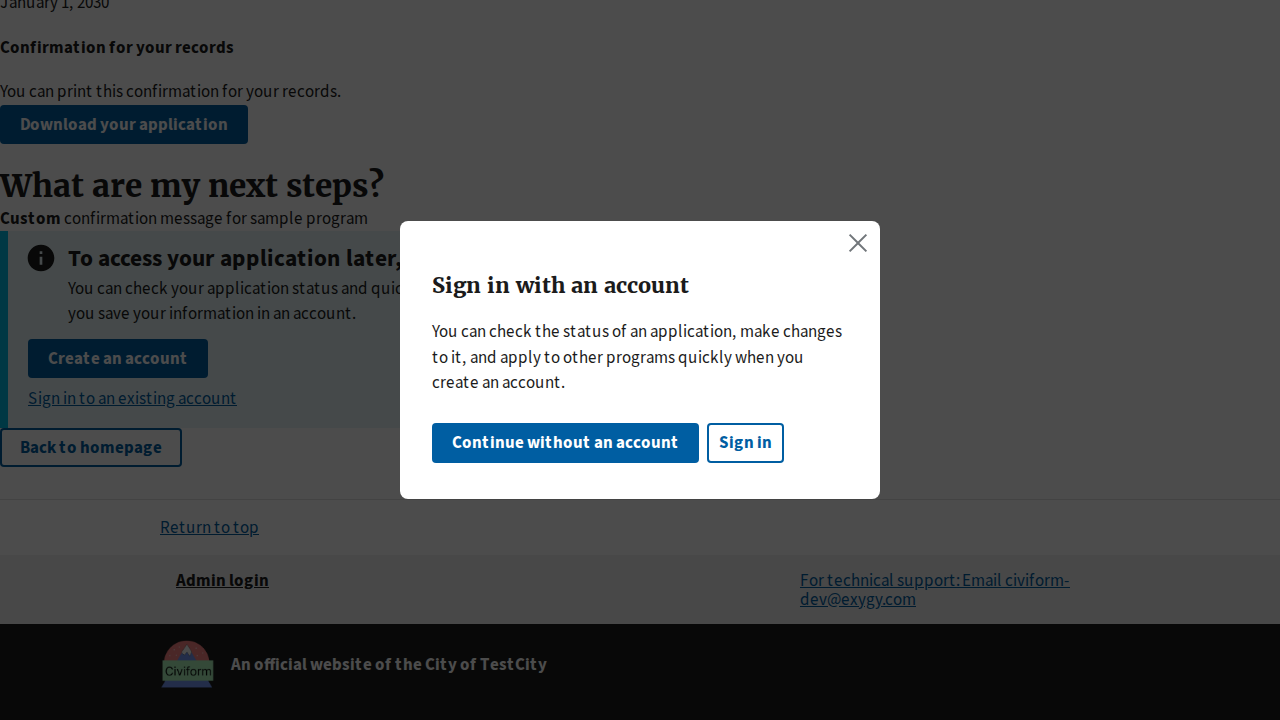 January 1, 2030
Confirmation for your records
You can print this confirmation for your records.
Download your application
What are my next steps?
Custom confirmation message for sample program
To access your application later,
You can check your application status and quic
you save your information in an account.
Create an account
Sign in to an existing account
Back to homepage
Sign in with an account
You can check the status of an application, make changes
to it, and apply to other programs quickly when you
create an account.
Continue without an account
Sign in
Return to top
Admin login
For technical support: Email civiform-
dev@exygy.com
Civiform
An official website of the City of TestCity